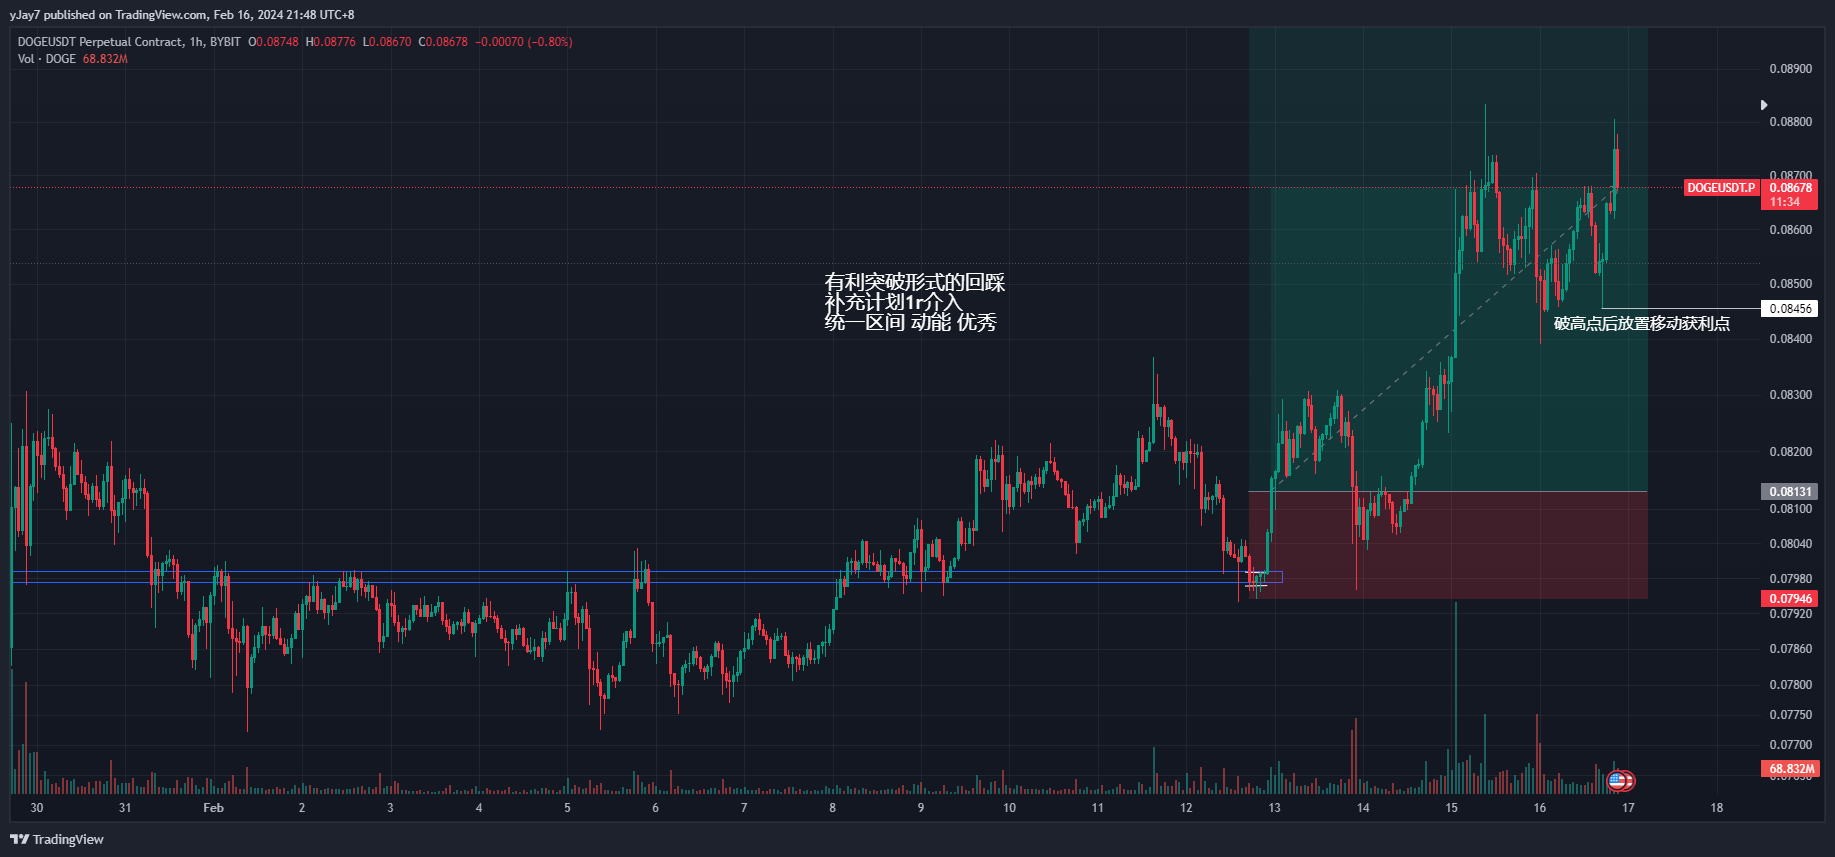 yJay7 published on TradingView.com, Feb 16, 2024 21:48 UTC+8
DOGEUSDT Perpetual Contract, 1h, BYBIT O0.08748 H0.08776 L0.08670 C0.08678 −0.00070 (−0.80%)
Vol · DOGE 68.832M
0.08900
0.08800
0.08700
DOGEUSDT.P 0.08678
11:34
0.08600
有利突破形式的回踩
补充计划1r介入
统一区间 动能 优秀
0.08500
0.08456
破高点后放置移动获利点
0.08400
0.08300
0.08200
0.08131
0.08100
0.08040
0.07980
0.07946
0.07920
0.07860
0.07800
0.07750
0.07700
68.832M
30 31 Feb 2 3 4 5 6 7 8 9 10 11 12 13 14 15 16 17 18
TradingView